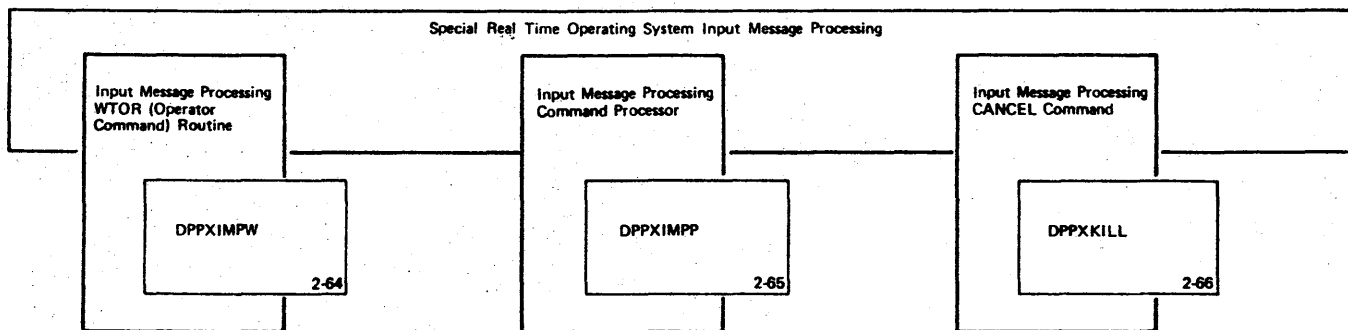 Special Real Time Operating System Input Message Processing
Input Message Processing
WTOR (Operator
Command) Routine
DPPXIMPW
2-64
Input Message Processing
Command Processor
DPPXIMPP
2-65
Input Message Processing
CANCEL Command
DPPXKILL
2-66